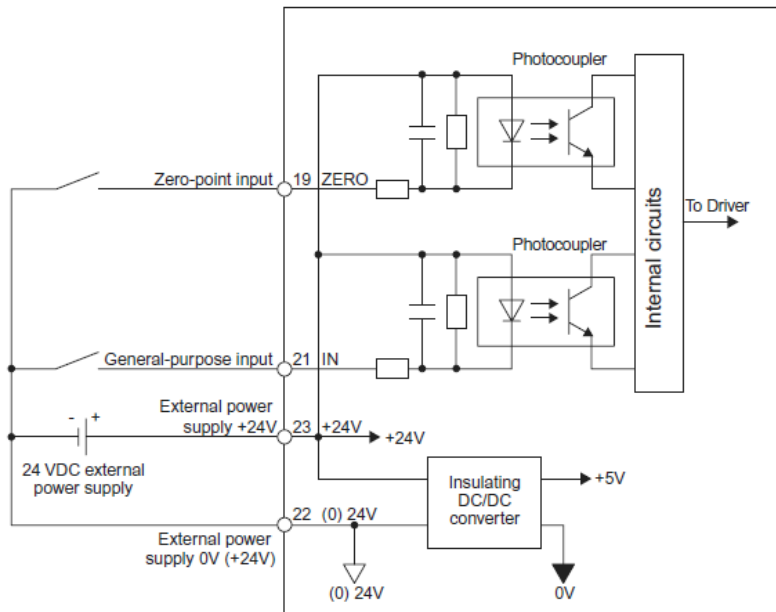 Photocoupler
Zero-point input
19
ZERO
To Driver
Internal circuits
Photocoupler
General-purpose input
21
IN
External power
supply +24V
23
+24V
+24V
- +
24 VDC external
power supply
Insulating
DC/DC
converter
+5V
22
(0) 24V
External power
supply 0V (+24V)
(0) 24V
0V